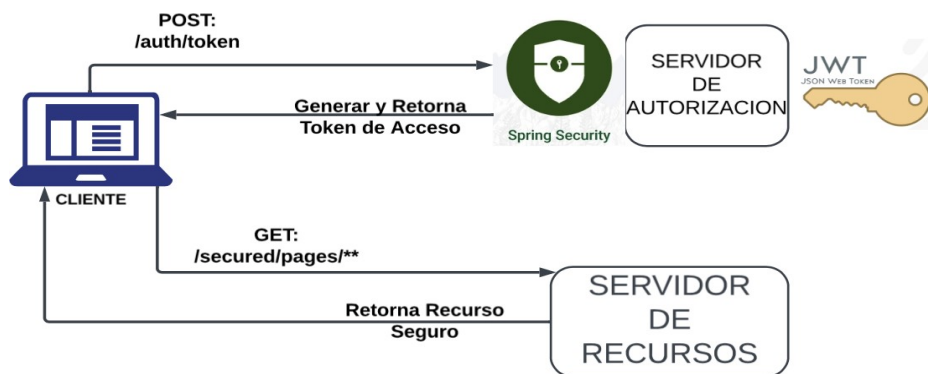 POST:
/auth/token
Generar y Retorna
Token de Acceso
Spring Security
SERVIDOR
DE
AUTORIZACION
JWT
JSON WEB TOKEN
CLIENTE
GET:
/secured/pages/**
Retorna Recurso
Seguro
SERVIDOR
DE
RECURSOS